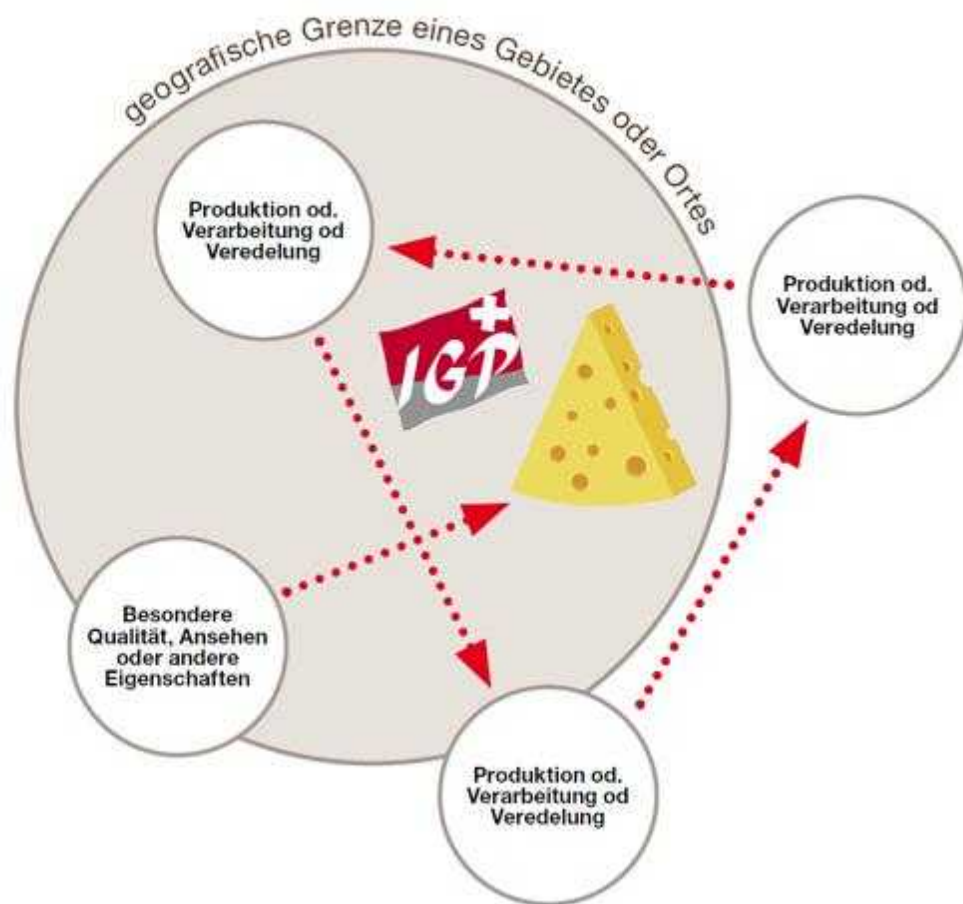 geografische Grenze eines Gebietes oder Ortes
Produktion od.
Verarbeitung od
Veredelung
Produktion od.
Verarbeitung od
Veredelung
IGP
Besondere
Qualität, Ansehen
oder andere
Eigenschaften
Produktion od.
Verarbeitung od
Veredelung